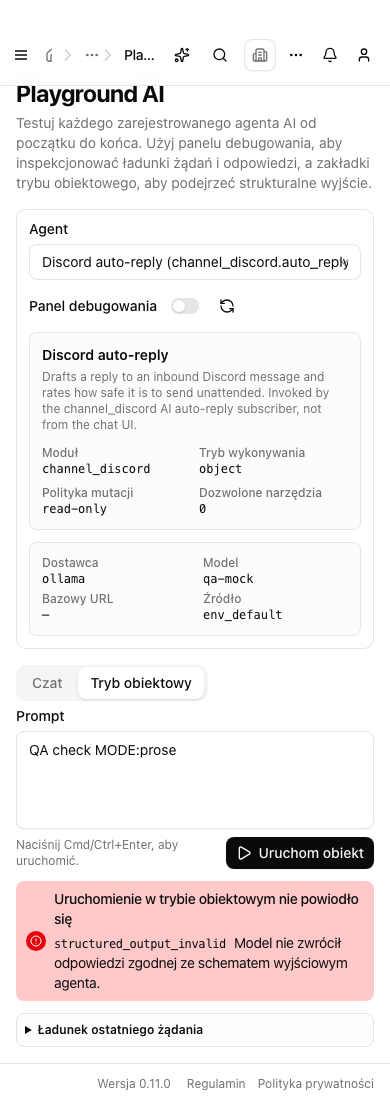 Pla...
Playground AI
Testuj każdego zarejestrowanego agenta AI od
początku do końca. Użyj panelu debugowania, aby
inspekcjonować ładunki żądań i odpowiedzi, a zakładki
trybu obiektowego, aby podejrzeć strukturalne wyjście.
Agent
Discord auto-reply (channel_discord.auto_reply
Panel debugowania
Discord auto-reply
Drafts a reply to an inbound Discord message and
rates how safe it is to send unattended. Invoked by
the channel_discord AI auto-reply subscriber, not
from the chat UI.
Moduł
channel_discord
Tryb wykonywania
object
Polityka mutacji
read-only
Dozwolone narzędzia
0
Dostawca
ollama
Model
qa-mock
Bazowy URL
—
Źródło
env_default
Czat
Tryb obiektowy
Prompt
QA check MODE:prose
Naciśnij Cmd/Ctrl+Enter, aby
uruchomić.
Uruchom obiekt
Uruchomienie w trybie obiektowym nie powiodło
się
structured_output_invalid Model nie zwrócił
odpowiedzi zgodnej ze schematem wyjściowym
agenta.
Ładunek ostatniego żądania
Wersja 0.11.0 Regulamin Polityka prywatności